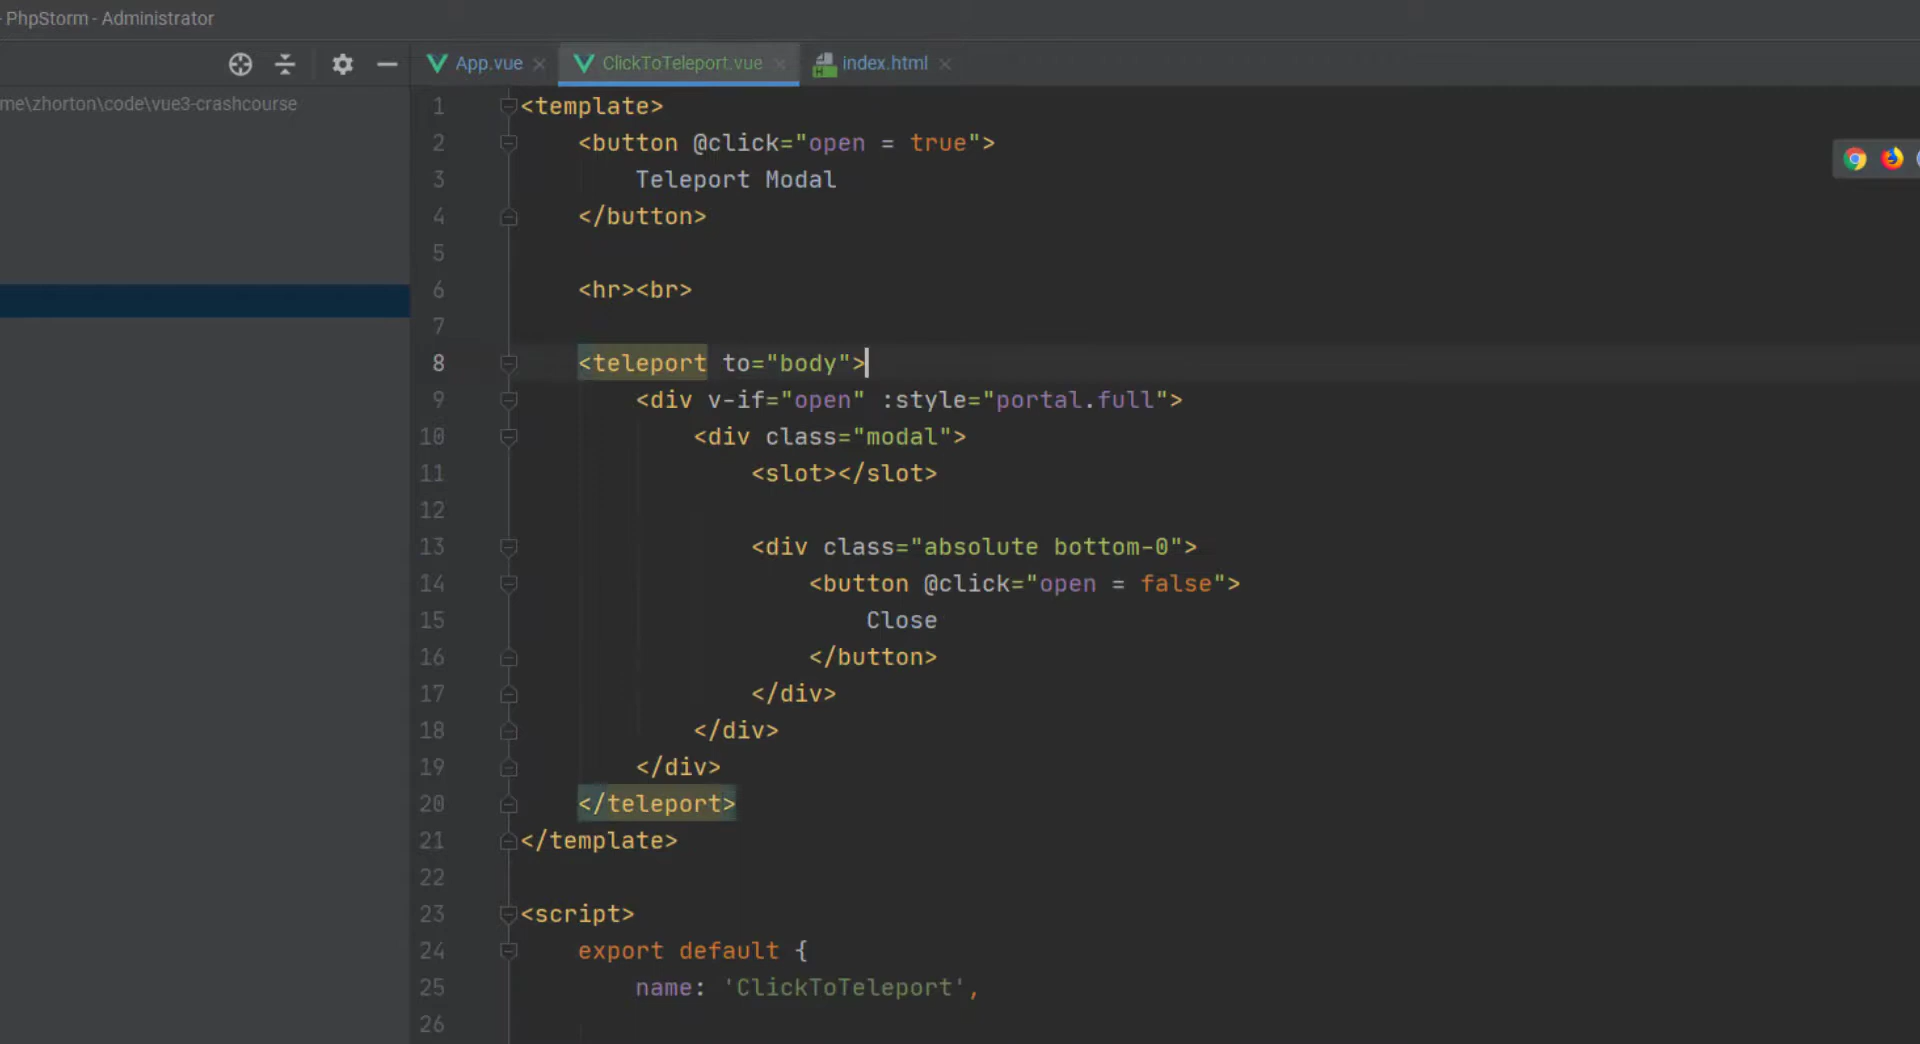 - PhpStorm - Administrator
App.vue ClickToTeleport.vue index.html
me\zhorton\code\vue3-crashcourse
1 <template>
2 <button @click="open = true">
3 Teleport Modal
4 </button>
5
6 <hr><br>
7
8 <teleport to="body">
9 <div v-if="open" :style="portal.full">
10 <div class="modal">
11 <slot></slot>
12
13 <div class="absolute bottom-0">
14 <button @click="open = false">
15 Close
16 </button>
17 </div>
18 </div>
19 </div>
20 </teleport>
21 </template>
22
23 <script>
24 export default {
25 name: 'ClickToTeleport',
26